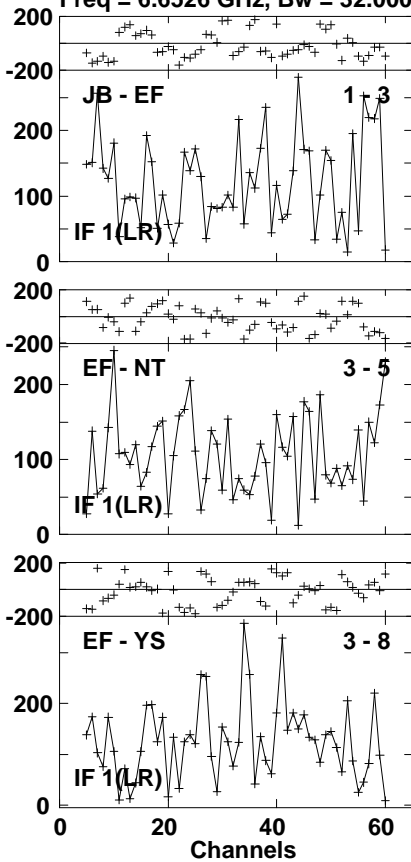 Freq = 6.6526 GHz, Bw = 32.000
200
-200
JB - EF 1 - 3
200
100
IF 1(LR)
0
200
-200
EF - NT 3 - 5
200
100
IF 1(LR)
0
200
-200
EF - YS 3 - 8
200
IF 1(LR)
0
0 20 40 60
Channels